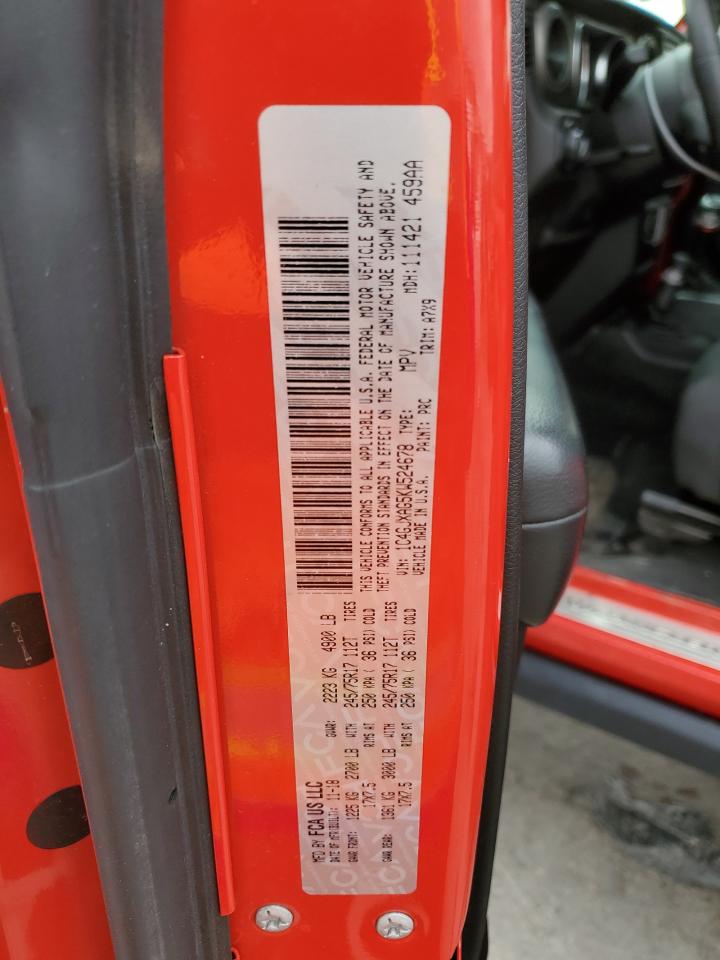 MFD BY FCA US LLC
DATE OF MFR(BUILT): 11-18 GVWR: 2223 KG 4900 LB
GAWR FRONT: 1225 KG 2700 LB WITH 245/75R17 112T TIRES
17X7.5 RIMS AT 250 KPA ( 36 PSI) COLD
GAWR REAR: 1361 KG 3000 LB WITH 245/75R17 112T TIRES
17X7.5 RIMS AT 250 KPA ( 36 PSI) COLD
THIS VEHICLE CONFORMS TO ALL APPLICABLE U.S.A. FEDERAL MOTOR VEHICLE SAFETY AND
THEFT PREVENTION STANDARDS IN EFFECT ON THE DATE OF MANUFACTURE SHOWN ABOVE.
VIN: 1C4GJXAG5KW524678 TYPE: MPV MDH:111421 459AA
VEHICLE MADE IN U.S.A. PAINT: PRC TRIM: A7X9